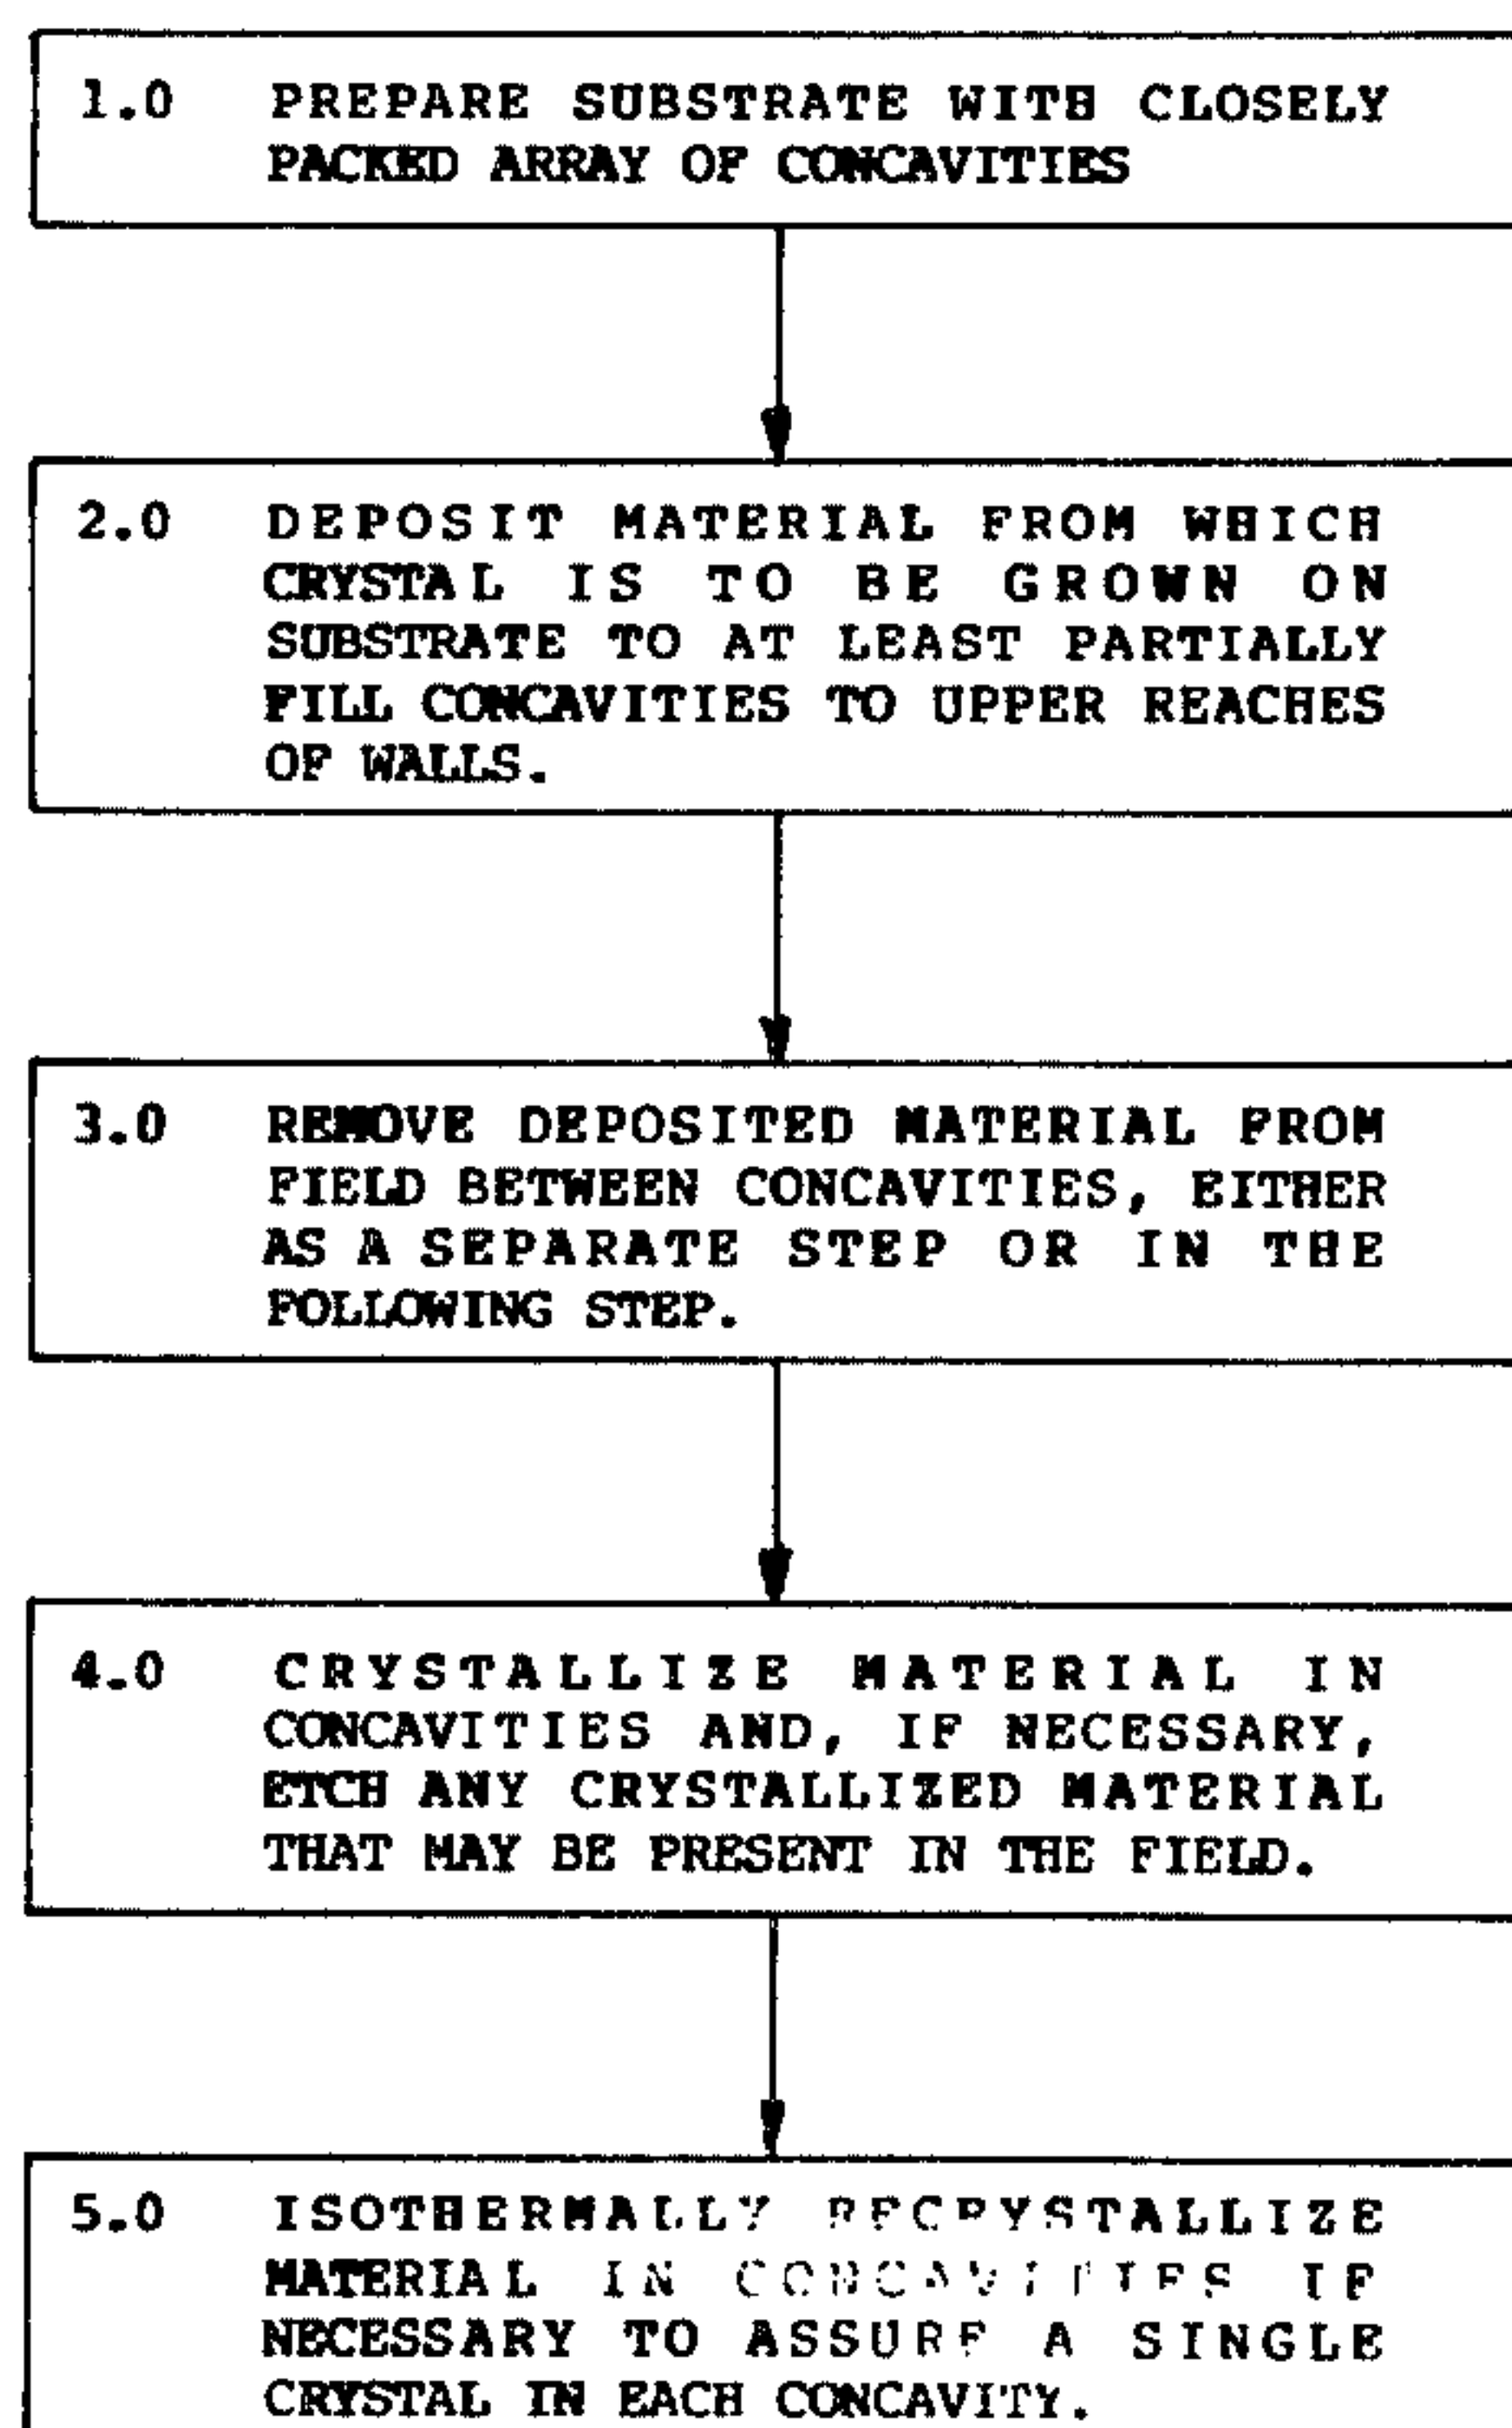 1.0 PREPARE SUBSTRATE WITH CLOSELY
PACKED ARRAY OF CONCAVITIES
2.0 DEPOSIT MATERIAL FROM WHICH
CRYSTAL IS TO BE GROWN ON
SUBSTRATE TO AT LEAST PARTIALLY
FILL CONCAVITIES TO UPPER REACHES
OF WALLS.
3.0 REMOVE DEPOSITED MATERIAL FROM
FIELD BETWEEN CONCAVITIES, EITHER
AS A SEPARATE STEP OR IN THE
FOLLOWING STEP.
4.0 CRYSTALLIZE MATERIAL IN
CONCAVITIES AND, IF NECESSARY,
ETCH ANY CRYSTALLIZED MATERIAL
THAT MAY BE PRESENT IN THE FIELD.
5.0 ISOTHERMALLY RECRYSTALLIZE
MATERIAL IN CONCAVITIES IF
NECESSARY TO ASSURE A SINGLE
CRYSTAL IN EACH CONCAVITY.